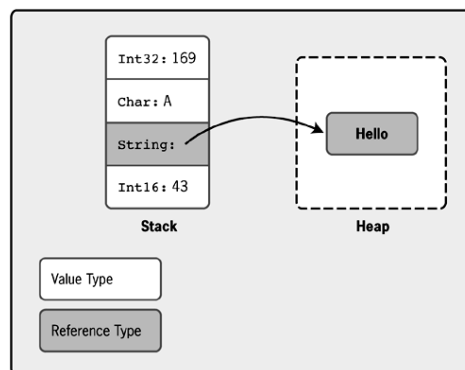 Int32: 169
Char: A
String:
Int16: 43
Stack
Hello
Heap
Value Type
Reference Type